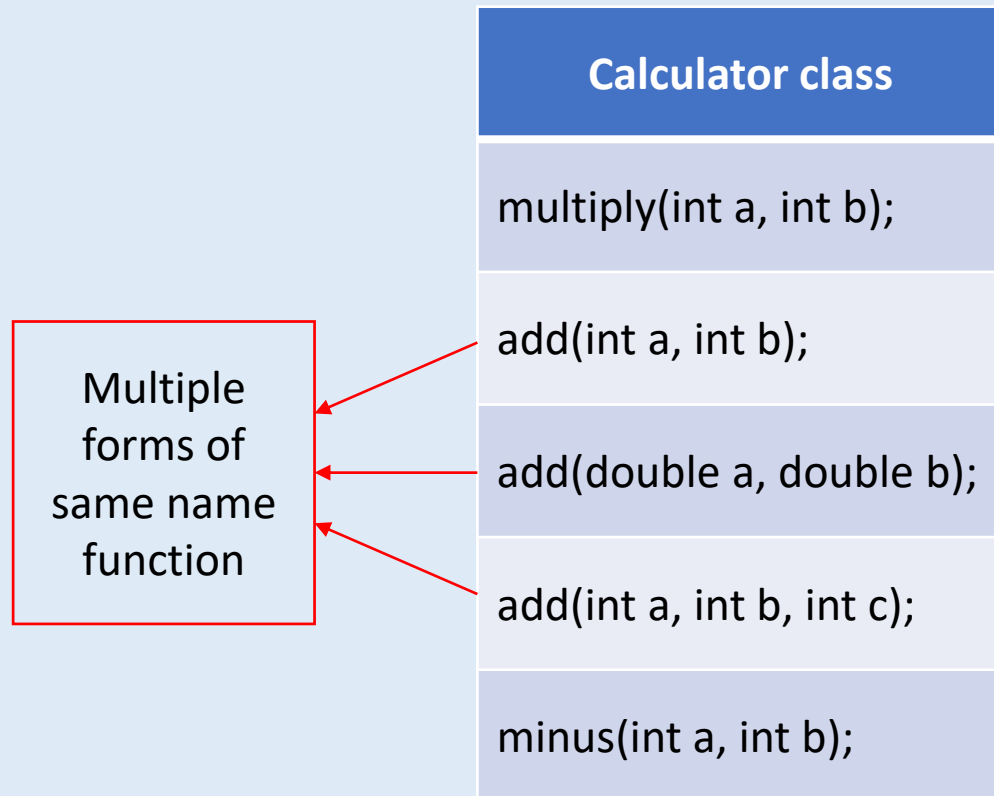 Calculator class
multiply(int a, int b);
add(int a, int b);
Multiple
forms of
same name
function
add(double a, double b);
add(int a, int b, int c);
minus(int a, int b);